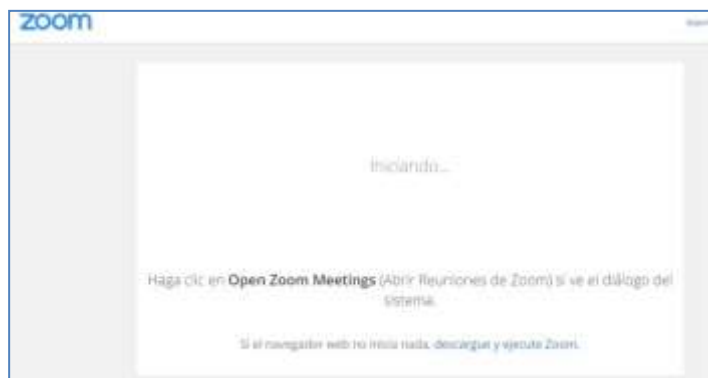 zoom
Iniciando...
Haga clic en Open Zoom Meetings (Abrir Reuniones de Zoom) si ve el diálogo del
sistema.
Si el navegador web no inicia nada, descargue y ejecute Zoom.